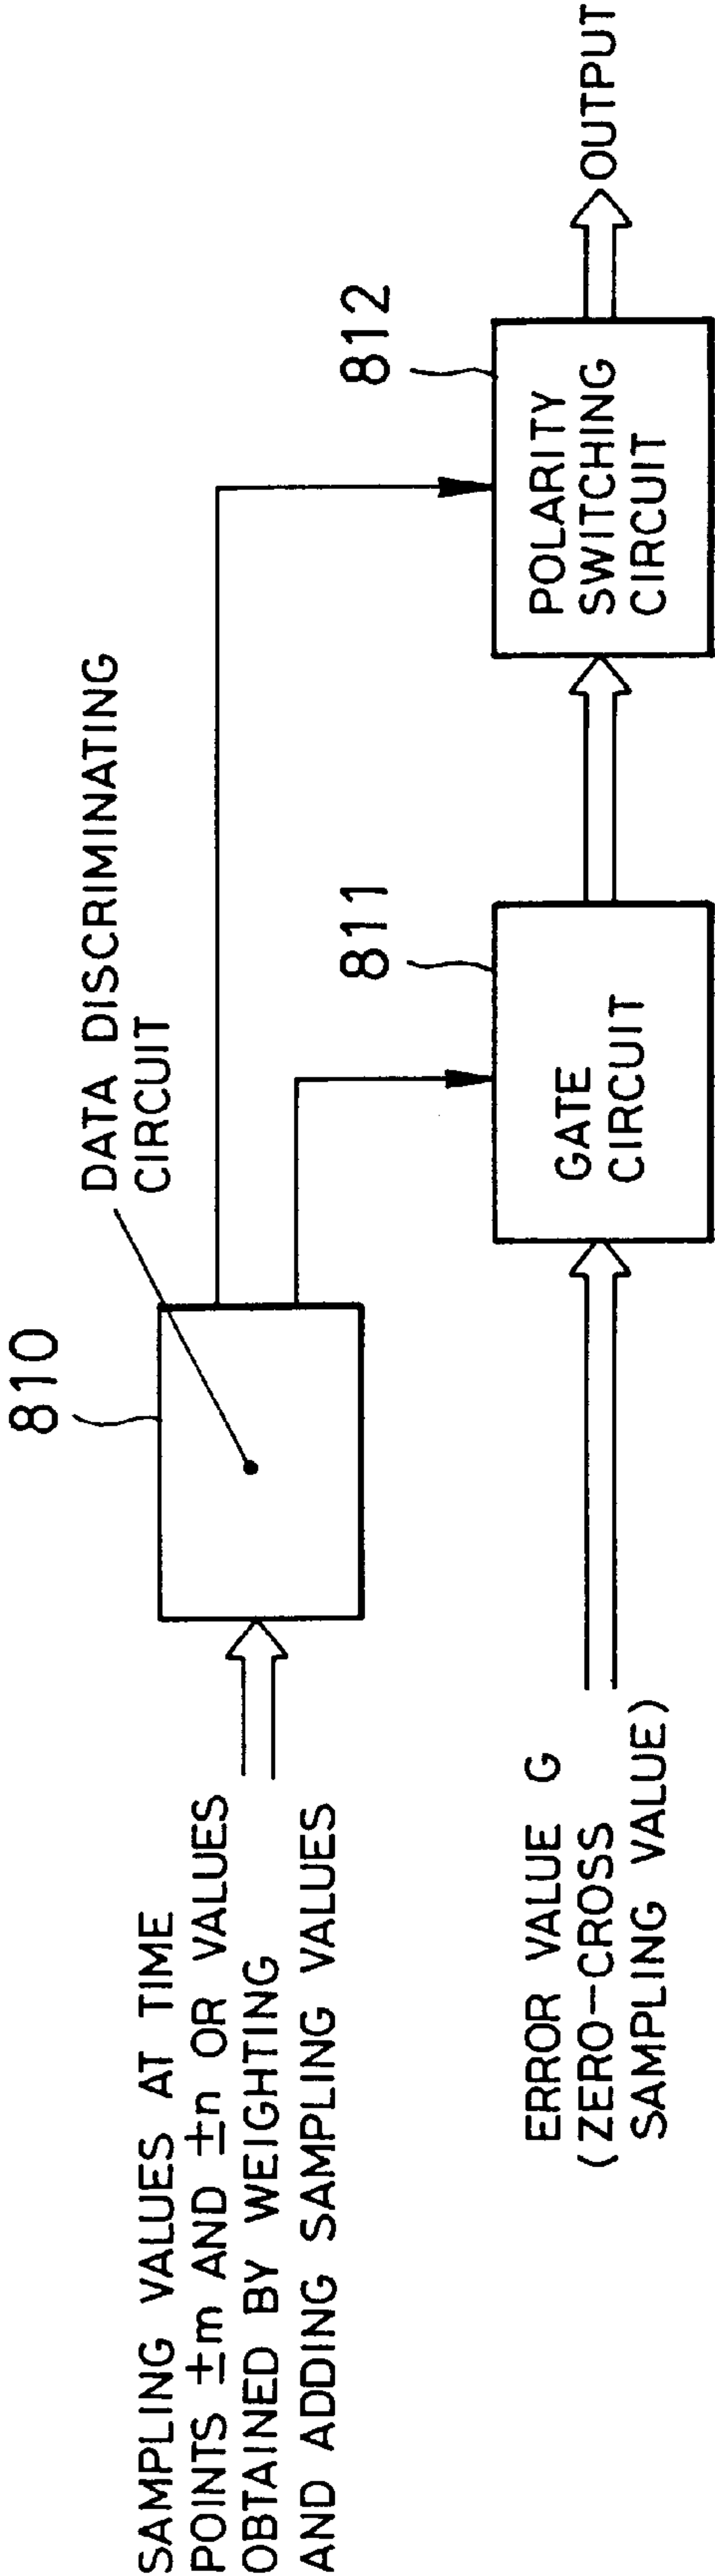 SAMPLING VALUES AT TIME
POINTS ±m AND ±n OR VALUES
OBTAINED BY WEIGHTING
AND ADDING SAMPLING VALUES
810
DATA DISCRIMINATING
CIRCUIT
ERROR VALUE G
(ZERO-CROSS
SAMPLING VALUE)
811
GATE
CIRCUIT
812
POLARITY
SWITCHING
CIRCUIT
OUTPUT